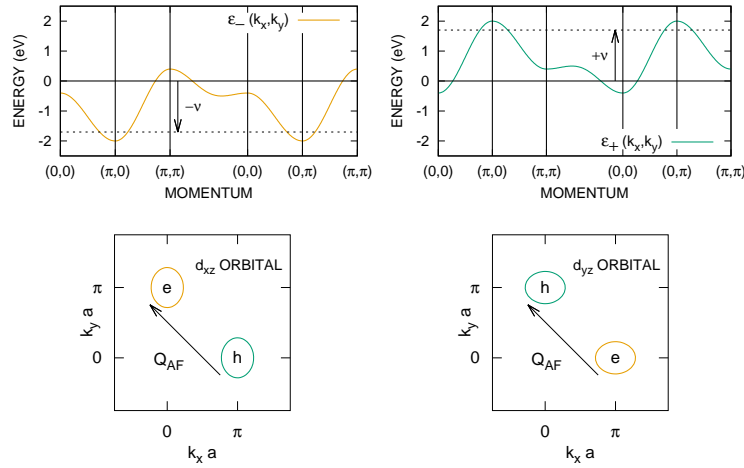 ENERGY (eV)
2
1
0
-1
-2
ε− (kx,ky)
−ν
(0,0) (π,0) (π,π) (0,0) (0,π) (π,π)
MOMENTUM
ENERGY (eV)
2
1
0
-1
-2
+ν
ε+ (kx,ky)
(0,0) (π,0) (π,π) (0,0) (0,π) (π,π)
MOMENTUM
dxz ORBITAL
ky a
π
0
e
h
QAF
0 π
kx a
dyz ORBITAL
ky a
π
0
h
e
QAF
0 π
kx a